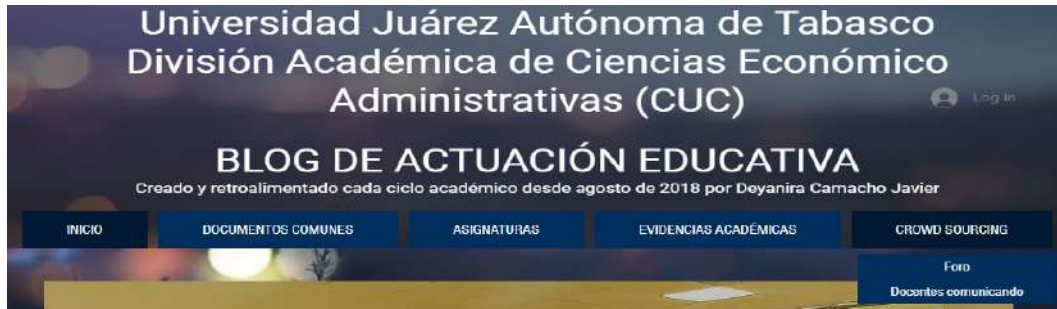 Universidad Juárez Autónoma de Tabasco
División Académica de Ciencias Económico
Administrativas (CUC)
Log In
BLOG DE ACTUACIÓN EDUCATIVA
Creado y retroalimentado cada ciclo académico desde agosto de 2018 por Deyanira Camacho Javier
INICIO
DOCUMENTOS COMUNES
ASIGNATURAS
EVIDENCIAS ACADÉMICAS
CROWD SOURCING
Foro
Docentes comunicando